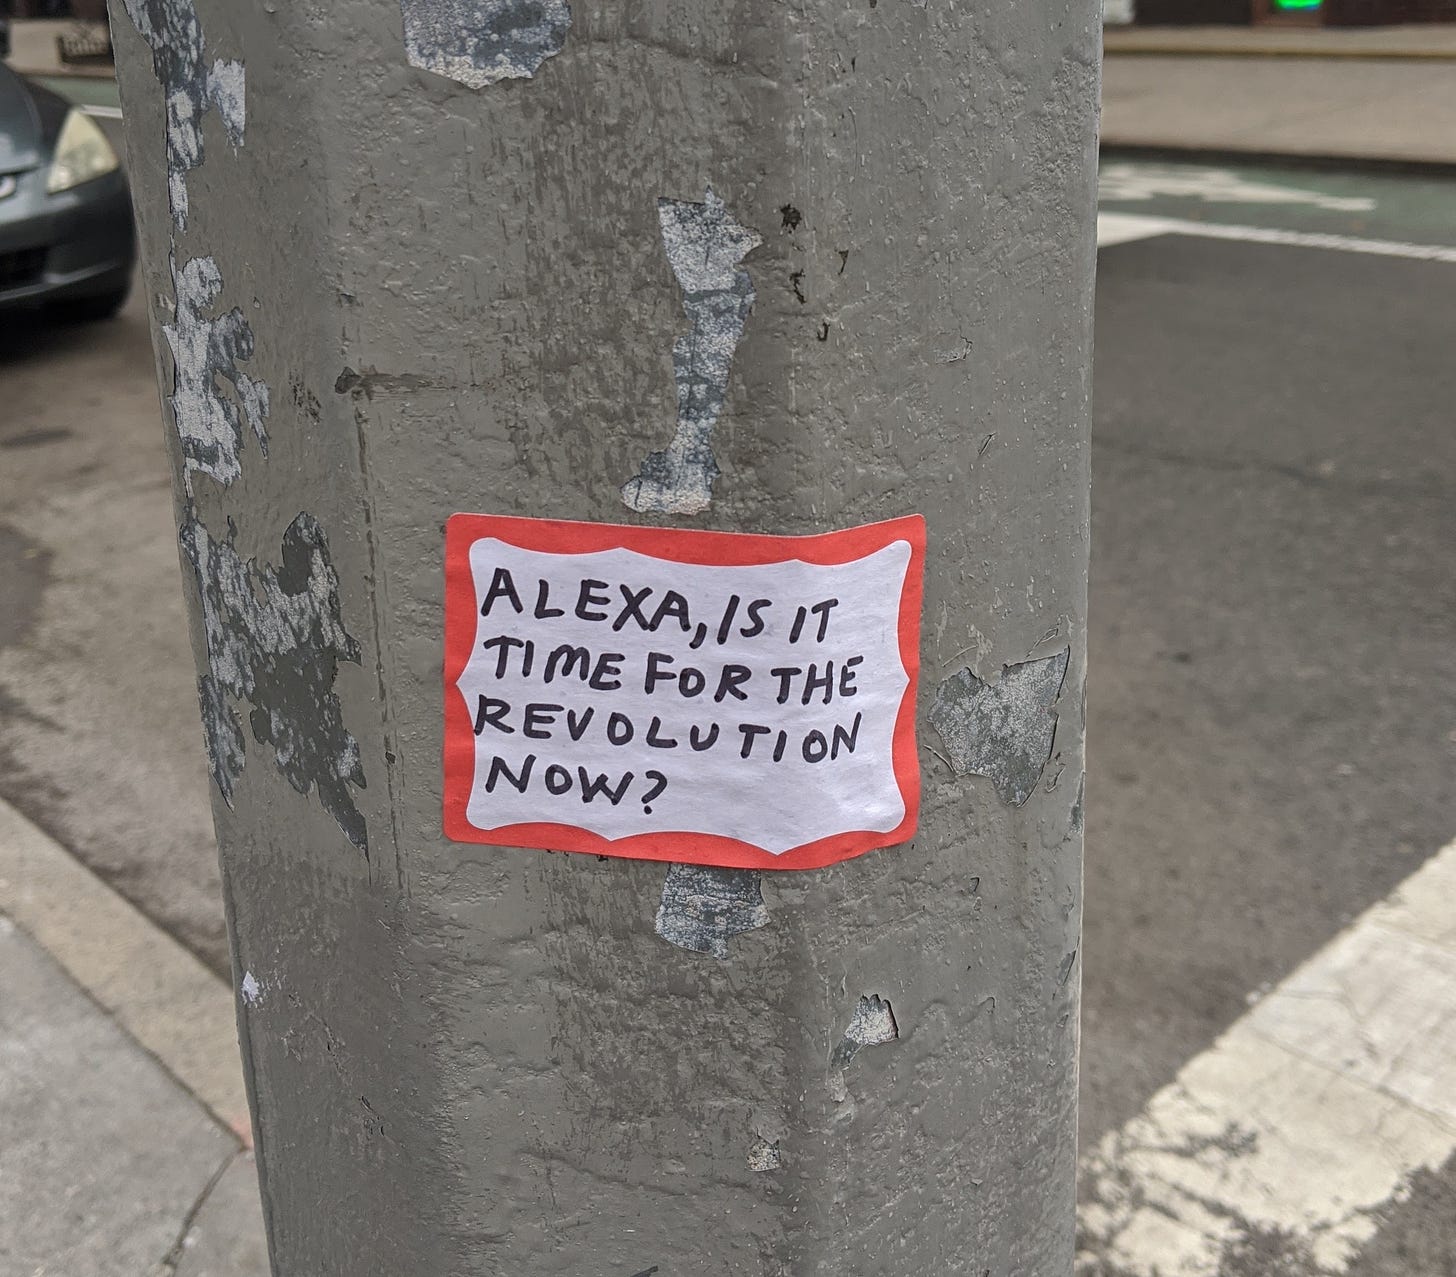 ALEXA, IS IT
TIME FOR THE
REVOLUTION
NOW?